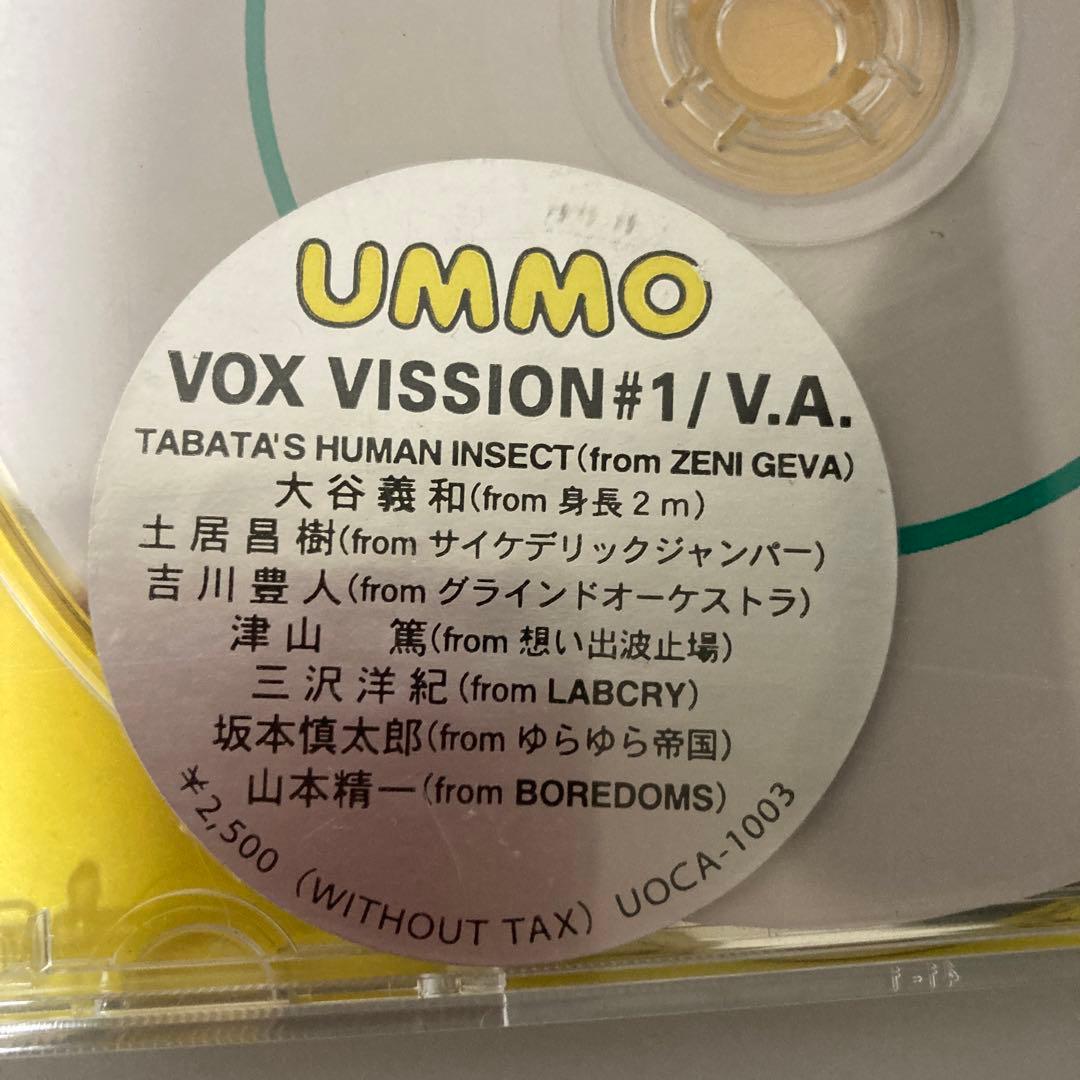 UMMO
VOX VISSION#1/ V.A.
TABATA'S HUMAN INSECT(from ZENI GEVA)
大谷義和(from 身長2m)
土居昌樹(from サイケデリックジャンパー)
吉川豊人(from グラインドオーケストラ)
津山 篤(from 想い出波止場)
三沢洋紀(from LABCRY)
坂本慎太郎(from ゆらゆら帝国)
山本精一(from BOREDOMS)
*2,500 (WITHOUT TAX) UOCA-1003